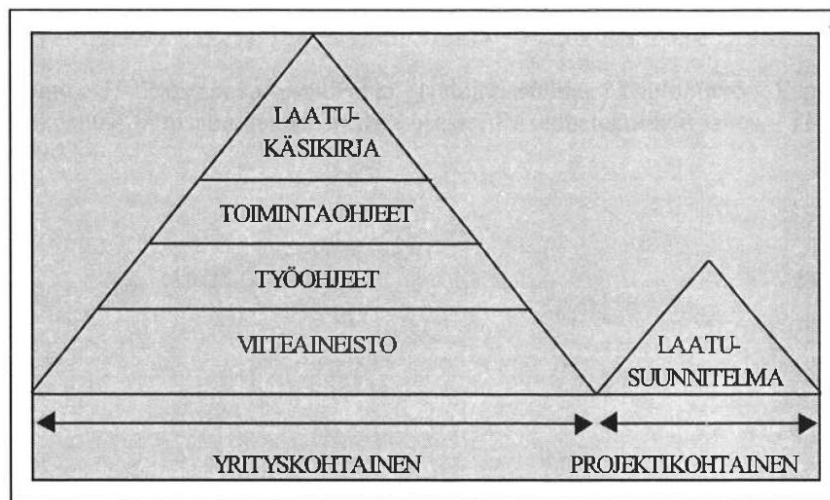 LAATU-
KÄSIKIRJA
TOIMINTAOHJEET
TYÖOHJEET
VIITEAINEISTO
LAATU-
SUUNNITELMA
YRITYSKOHTAINEN
PROJEKTIKOHTAINEN